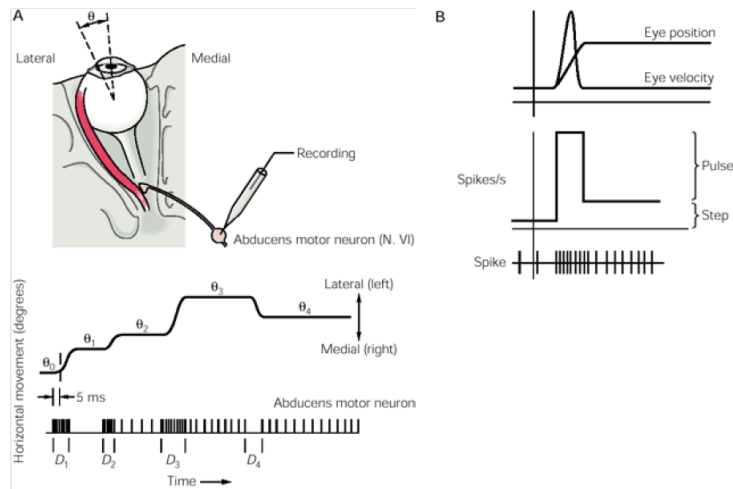 A
θ
Lateral
Medial
Recording
Abducens motor neuron (N. VI)
Horizontal movement (degrees)
Lateral (left)
Medial (right)
θ0
θ1
θ2
θ3
θ4
5 ms
Abducens motor neuron
D1
D2
D3
D4
Time
B
Eye position
Eye velocity
Spikes/s
Pulse
Step
Spike